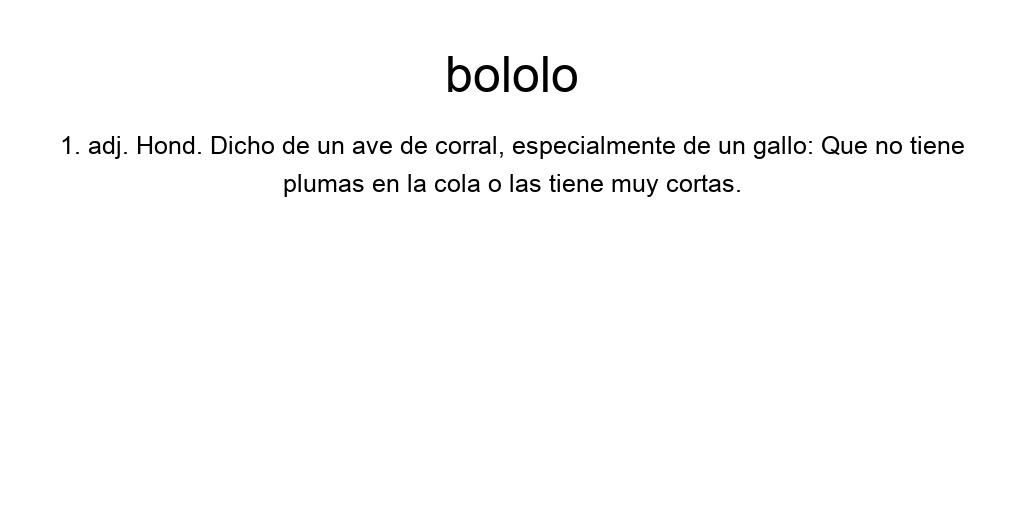 bololo
1. adj. Hond. Dicho de un ave de corral, especialmente de un gallo: Que no tiene
plumas en la cola o las tiene muy cortas.